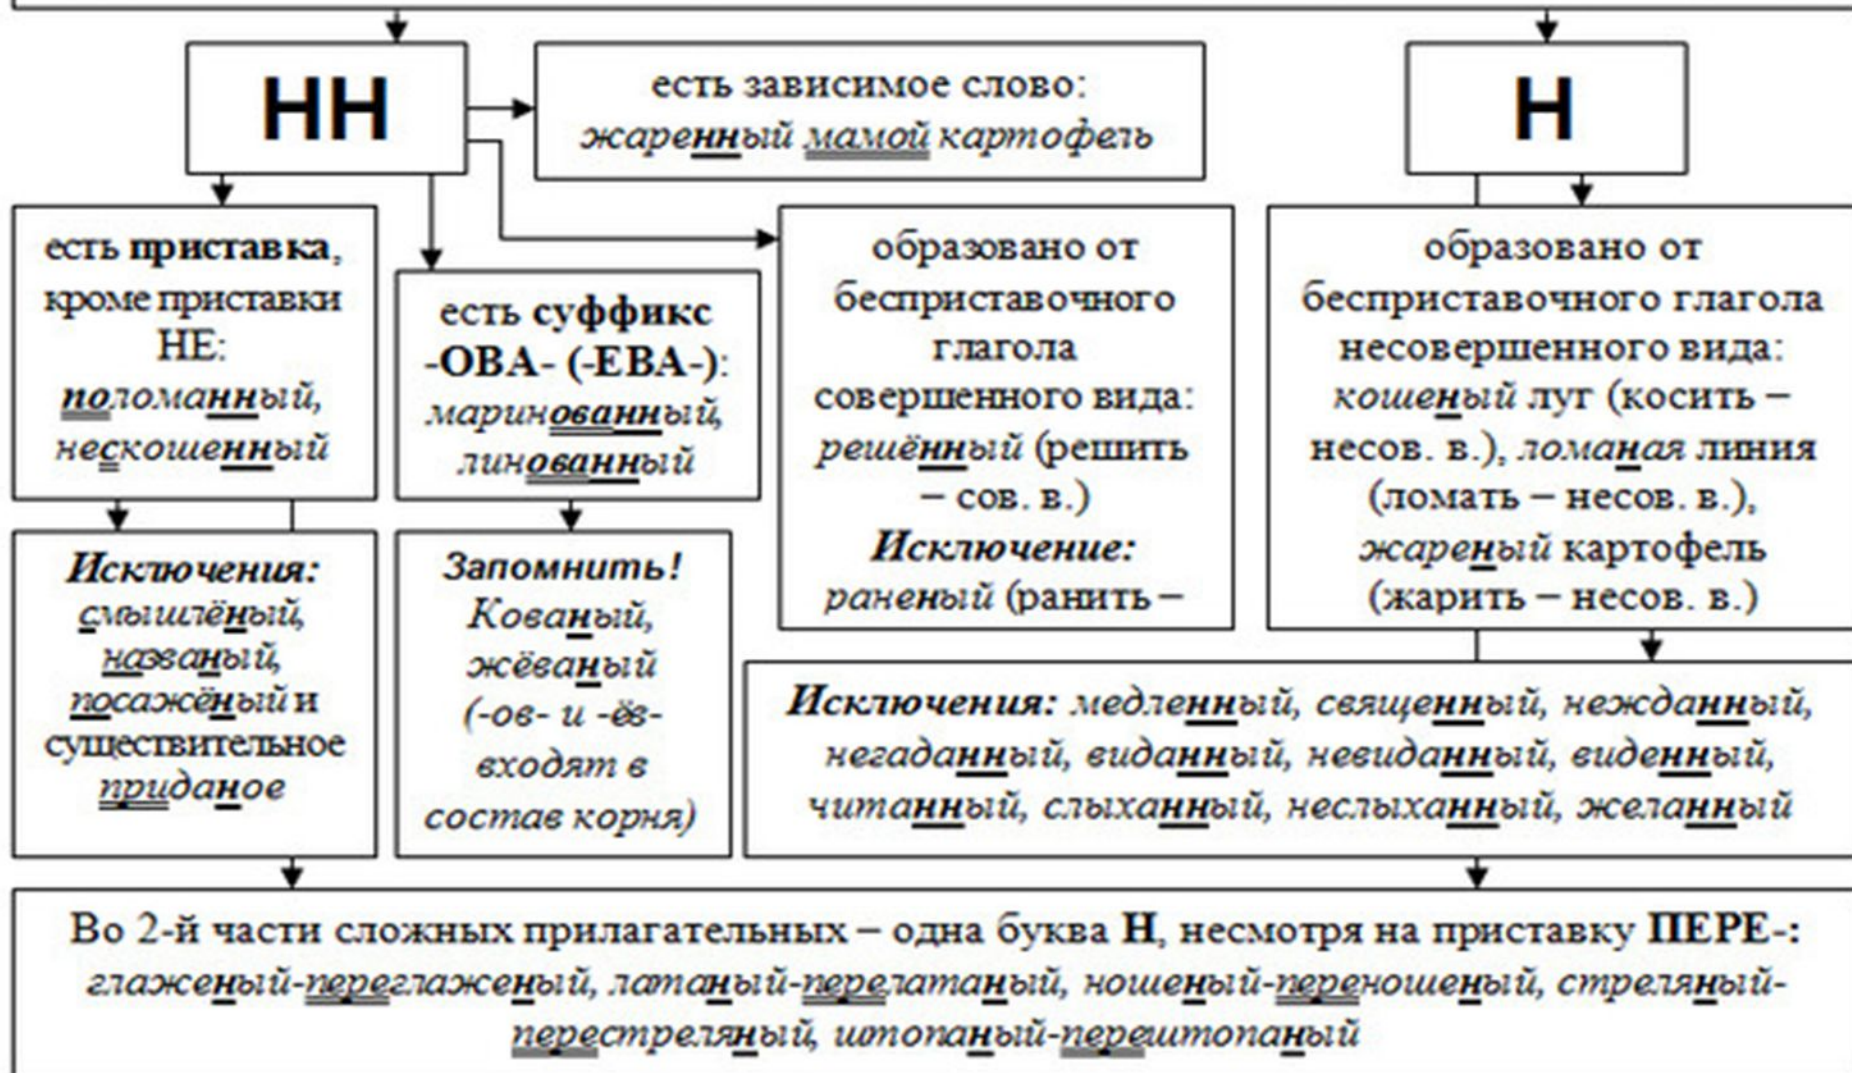 НН
есть зависимое слово:
жаренный мамой картофель
Н
есть приставка,
кроме приставки
НЕ:
поломанный,
нескошенный
есть суффикс
-ОВА- (-ЕВА-):
маринованный,
линованный
образовано от
бесприставочного
глагола
совершенного вида:
решённый (решить
– сов. в.)
Исключение:
раненый (ранить –
образовано от
бесприставочного глагола
несовершенного вида:
кошеный луг (косить –
несов. в.), ломаная линия
(ломать – несов. в.),
жареный картофель
(жарить – несов. в.)
Исключения:
смышлёный,
названый,
посажёный и
существительное
приданое
Запомнить!
Кованый,
жёваный
(-ов- и -ёв-
входят в
состав корня)
Исключения: медленный, священный, нежданный,
негаданный, виданный, невиданный, виденный,
читанный, слыханный, неслыханный, желанный
Во 2-й части сложных прилагательных – одна буква Н, несмотря на приставку ПЕРЕ-:
глаженый-переглаженый, латаный-перелатаный, ношеный-переношеный, стреляный-
перестреляный, штопаный-перештопаный